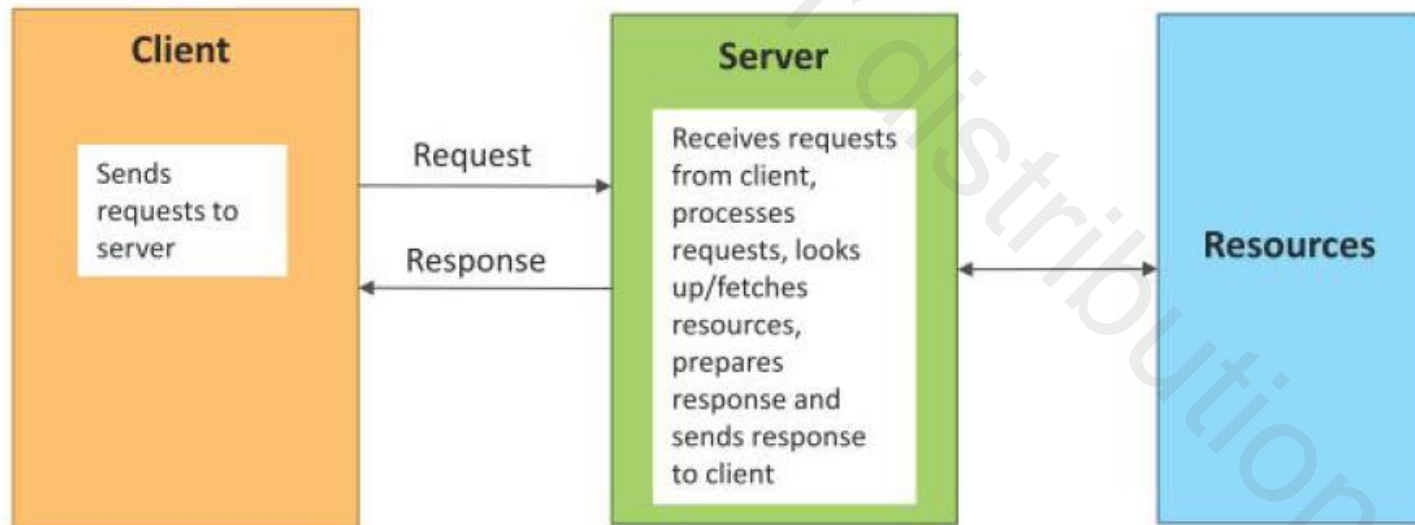 Client
Sends
requests to
server
Request
Response
Server
Receives requests
from client,
processes
requests, looks
up/fetches
resources,
prepares
response and
sends response
to client
Resources
distribution